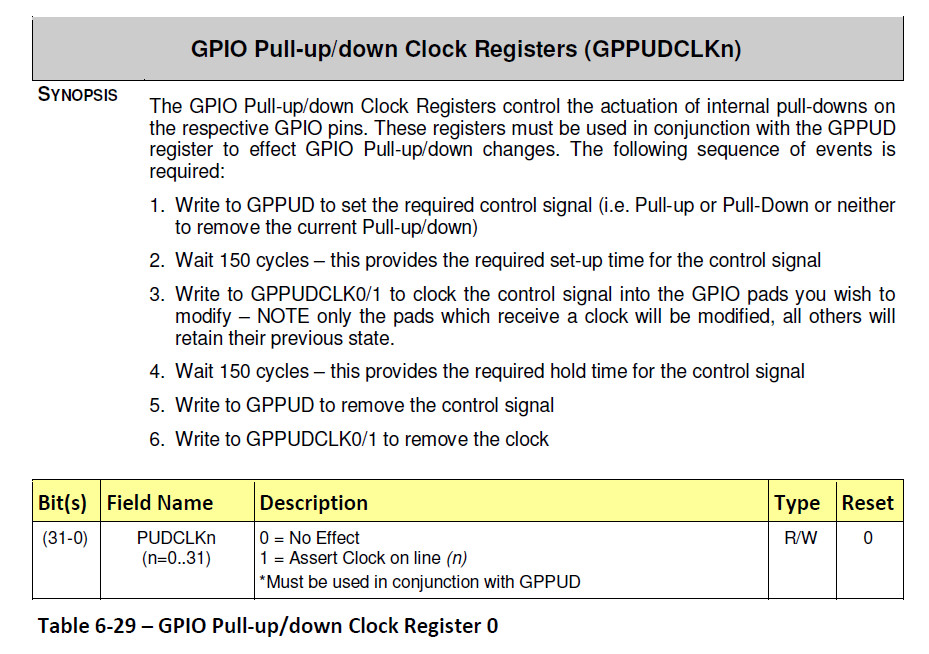 GPIO Pull-up/down Clock Registers (GPPUDCLKn)
SYNOPSIS
The GPIO Pull-up/down Clock Registers control the actuation of internal pull-downs on
the respective GPIO pins. These registers must be used in conjunction with the GPPUD
register to effect GPIO Pull-up/down changes. The following sequence of events is
required:
1. Write to GPPUD to set the required control signal (i.e. Pull-up or Pull-Down or neither
to remove the current Pull-up/down)
2. Wait 150 cycles – this provides the required set-up time for the control signal
3. Write to GPPUDCLK0/1 to clock the control signal into the GPIO pads you wish to
modify – NOTE only the pads which receive a clock will be modified, all others will
retain their previous state.
4. Wait 150 cycles – this provides the required hold time for the control signal
5. Write to GPPUD to remove the control signal
6. Write to GPPUDCLK0/1 to remove the clock
Bit(s) Field Name Description Type Reset
(31-0) PUDCLKn 0 = No Effect R/W 0
(n=0..31) 1 = Assert Clock on line (n)
*Must be used in conjunction with GPPUD
Table 6-29 – GPIO Pull-up/down Clock Register 0